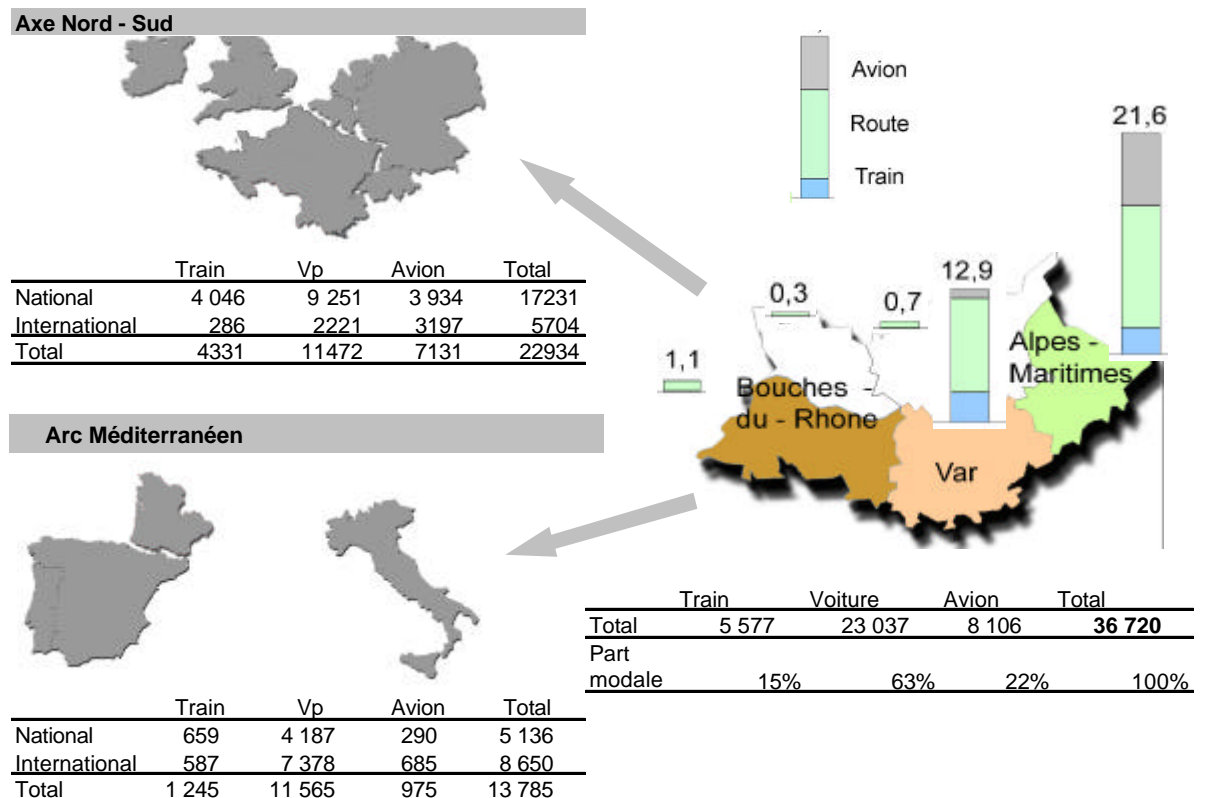 Axe Nord - Sud
Train Vp Avion Total
National 4 046 9 251 3 934 17231
International 286 2221 3197 5704
Total 4331 11472 7131 22934
Arc Méditerranéen
Train Vp Avion Total
National 659 4 187 290 5 136
International 587 7 378 685 8 650
Total 1 245 11 565 975 13 785
Avion
Route
Train
21,6
12,9
0,3
0,7
1,1
Alpes -
Maritimes
Bouches -
du - Rhone
Var
Train Voiture Avion Total
Total 5 577 23 037 8 106 36 720
Part
modale 15% 63% 22% 100%